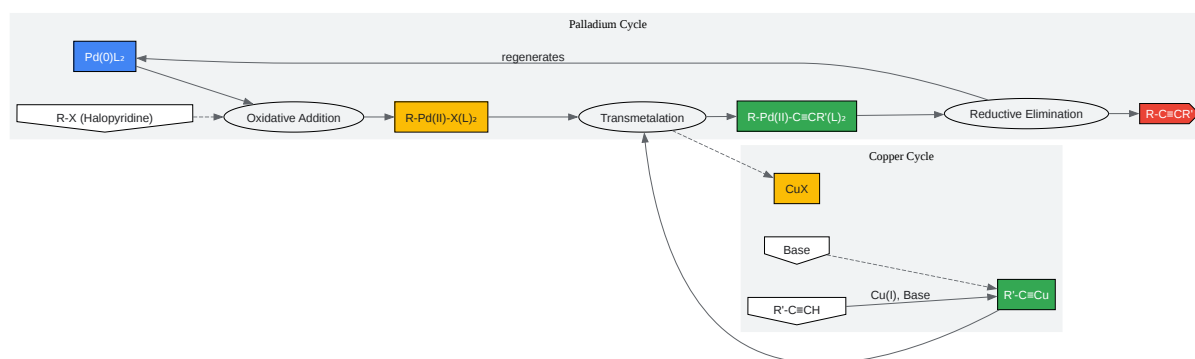 Palladium Cycle
Pd(0)L₂
regenerates
R-X (Halopyridine)
Oxidative Addition
R-Pd(II)-X(L)₂
Transmetalation
R-Pd(II)-C≡CR'(L)₂
Reductive Elimination
R-C≡CR'
Copper Cycle
CuX
Base
R'-C≡CH
Cu(I), Base
R'-C≡Cu